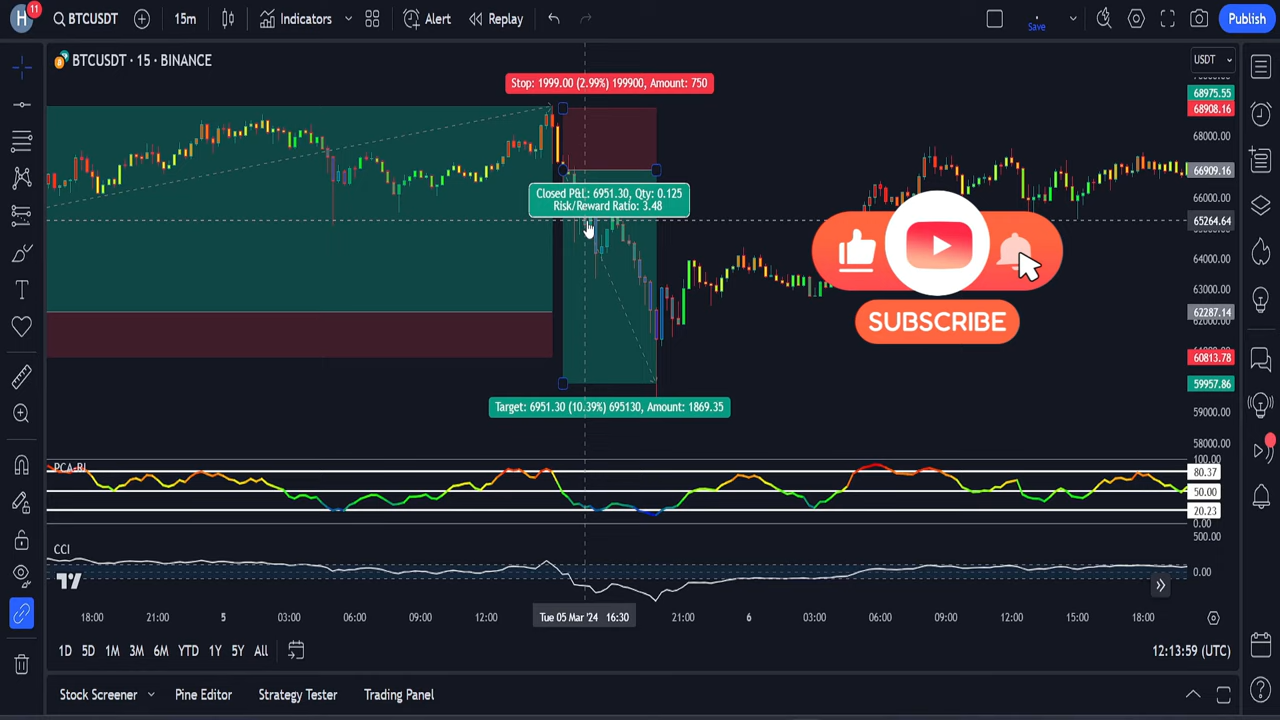 H
11
BTCUSDT
15m
Indicators
Alert
Replay
Save
Publish
BTCUSDT · 15 · BINANCE
USDT
Stop: 1999.00 (2.99%) 199900, Amount: 750
Closed P&L: 6951.30, Qty: 0.125
Risk/Reward Ratio: 3.48
Target: 6951.30 (10.39%) 695130, Amount: 1869.35
SUBSCRIBE
68975.55
68908.16
68000.00
66909.16
66000.00
65264.64
64000.00
63000.00
62287.14
62000.00
60813.78
59957.86
59000.00
58000.00
PCA-RI
100.00
80.37
50.00
20.23
0.00
CCI
500.00
0.00
18:00 21:00 5 03:00 06:00 09:00 12:00 Tue 05 Mar '24 16:30 21:00 6 03:00 06:00 09:00 12:00 15:00 18:00
1D 5D 1M 3M 6M YTD 1Y 5Y All
12:13:59 (UTC)
Stock Screener Pine Editor Strategy Tester Trading Panel